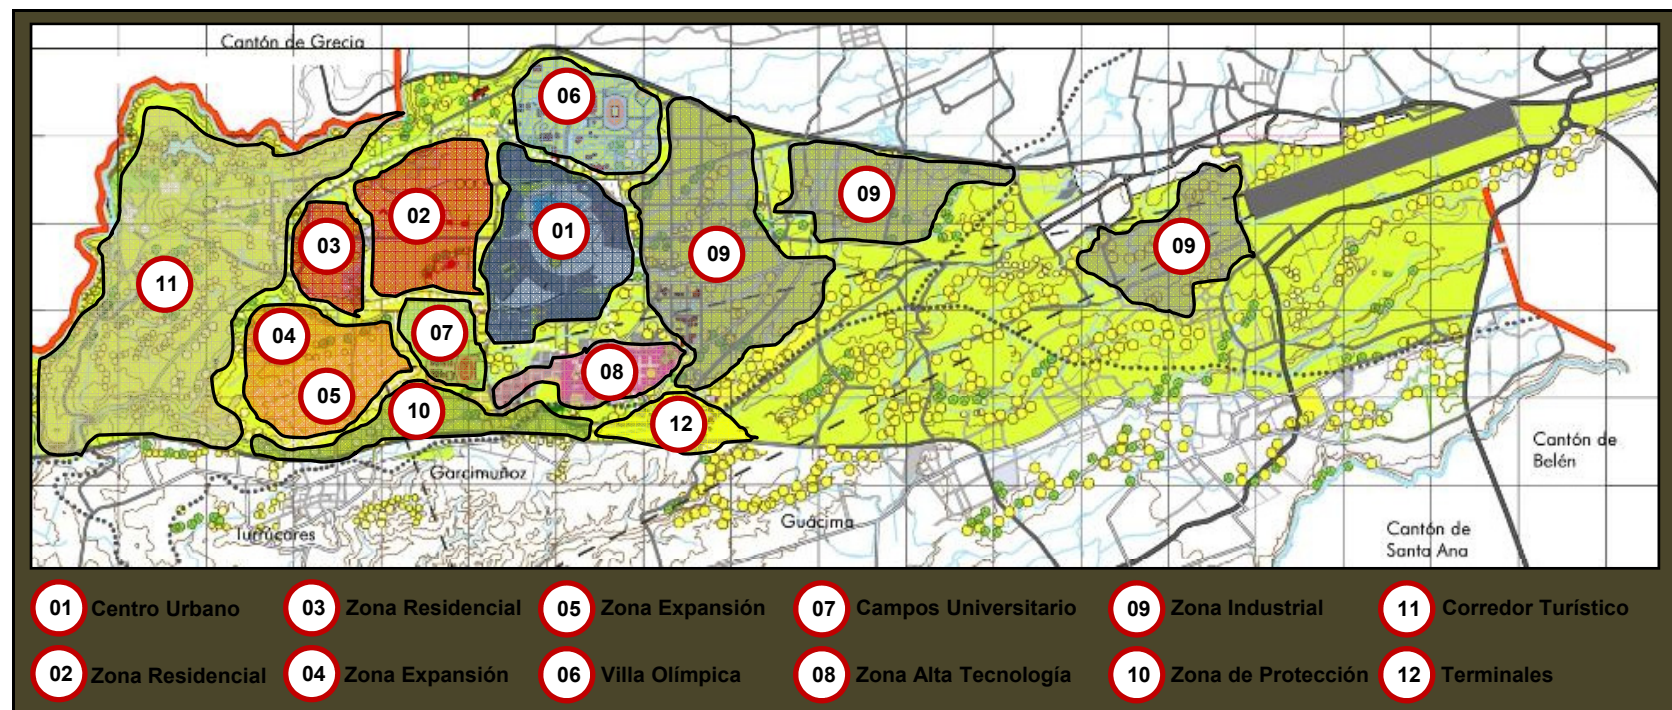 Cantón de Grecia
06
02
01
09
03
09
09
11
04
07
08
05
10
12
Garcimuñoz
Turrúcares
Guácima
Cantón de
Belén
Cantón de
Santa Ana
01 Centro Urbano
03 Zona Residencial
05 Zona Expansión
07 Campos Universitario
09 Zona Industrial
11 Corredor Turístico
02 Zona Residencial
04 Zona Expansión
06 Villa Olímpica
08 Zona Alta Tecnología
10 Zona de Protección
12 Terminales